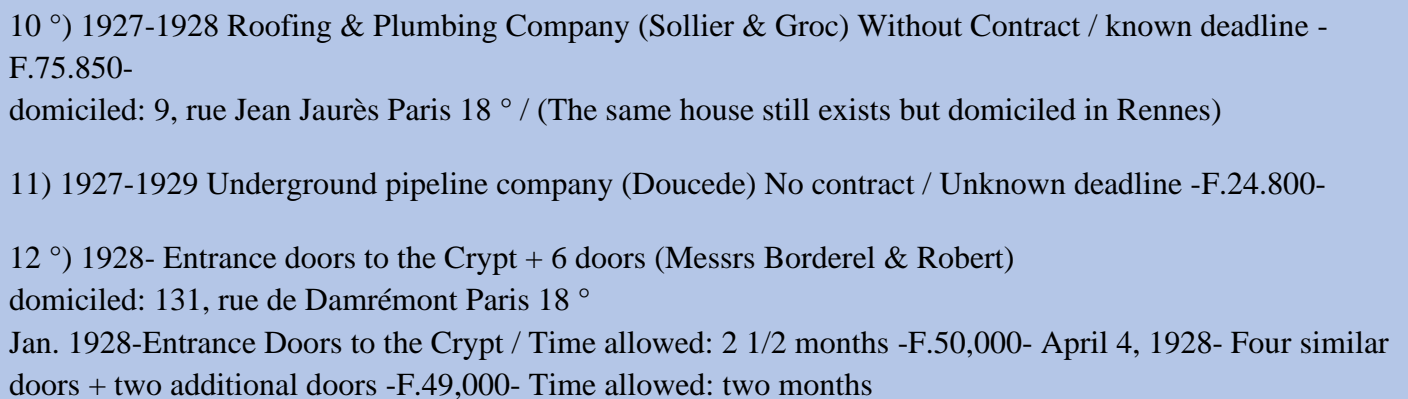 10 °) 1927-1928 Roofing & Plumbing Company (Sollier & Groc) Without Contract / known deadline -
F.75.850-
domiciled: 9, rue Jean Jaurès Paris 18 ° / (The same house still exists but domiciled in Rennes)
11) 1927-1929 Underground pipeline company (Doucede) No contract / Unknown deadline -F.24.800-
12 °) 1928- Entrance doors to the Crypt + 6 doors (Messrs Borderel & Robert)
domiciled: 131, rue de Damrémont Paris 18 °
Jan. 1928-Entrance Doors to the Crypt / Time allowed: 2 1/2 months -F.50,000- April 4, 1928- Four similar
doors + two additional doors -F.49,000- Time allowed: two months